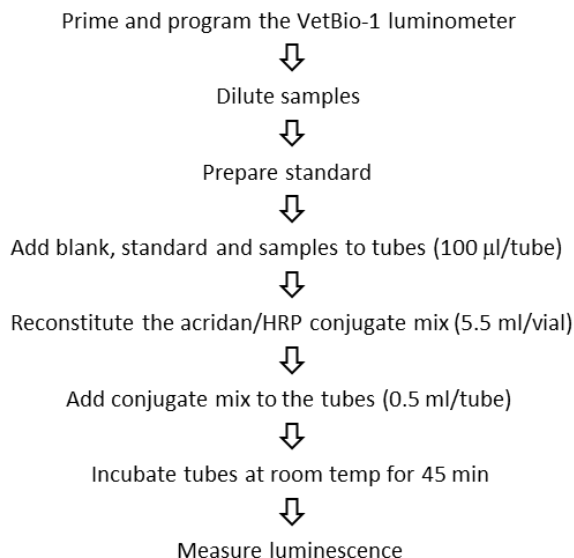 Prime and program the VetBio-1 luminometer
Dilute samples
Prepare standard
Add blank, standard and samples to tubes (100 μl/tube)
Reconstitute the acridan/HRP conjugate mix (5.5 ml/vial)
Add conjugate mix to the tubes (0.5 ml/tube)
Incubate tubes at room temp for 45 min
Measure luminescence